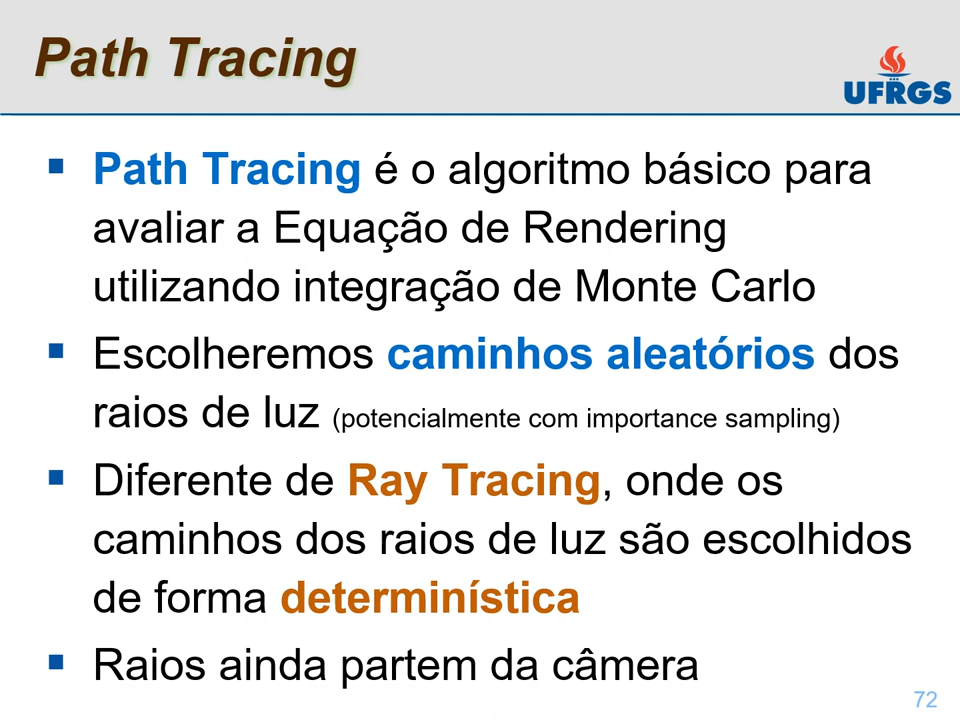 Path Tracing
UFRGS
▪ Path Tracing é o algoritmo básico para
avaliar a Equação de Rendering
utilizando integração de Monte Carlo
▪ Escolheremos caminhos aleatórios dos
raios de luz (potencialmente com importance sampling)
▪ Diferente de Ray Tracing, onde os
caminhos dos raios de luz são escolhidos
de forma determinística
▪ Raios ainda partem da câmera
72